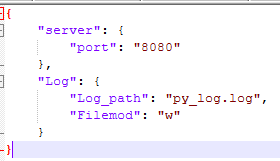 {
    "server": {
        "port": "8080"
    },
    "Log": {
        "Log_path": "py_log.log",
        "Filemod": "w"
    }
}